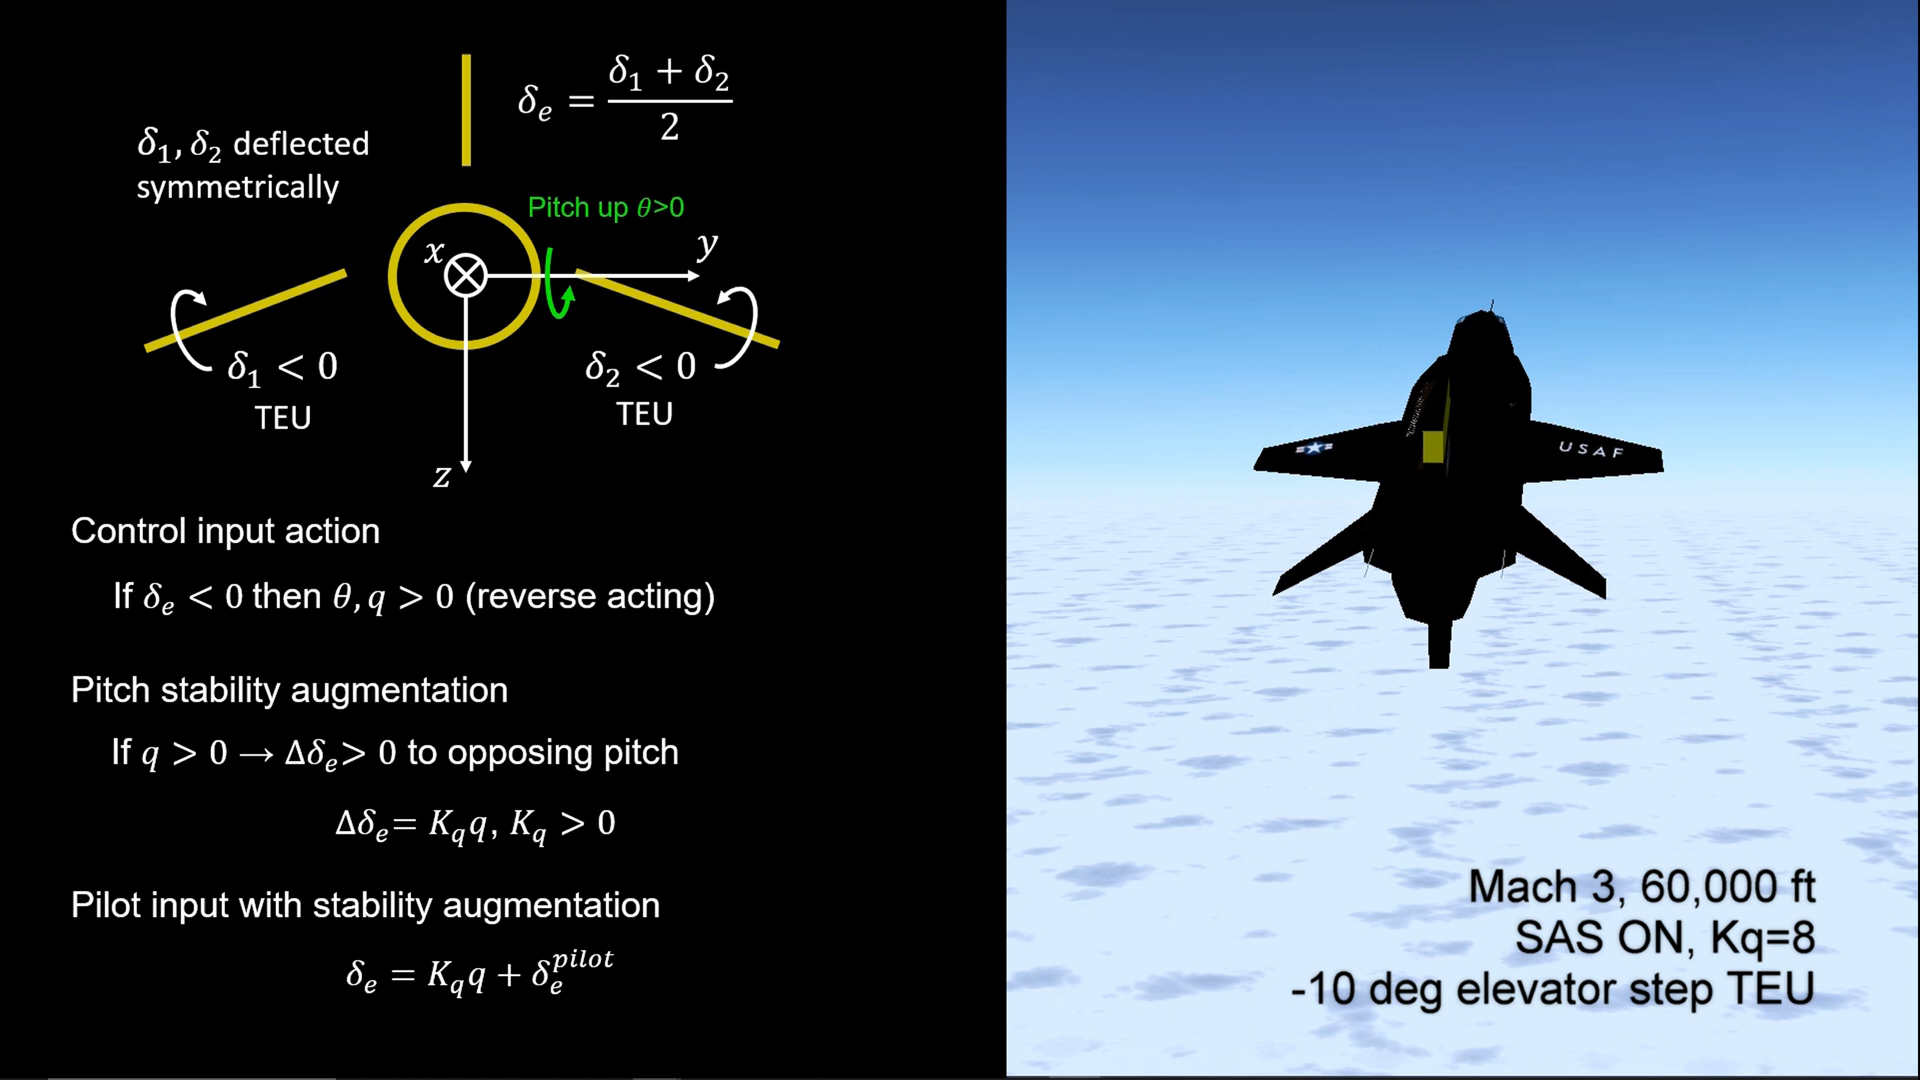 δ₁, δ₂ deflected
symmetrically
δₑ = (δ₁ + δ₂)/2
Pitch up θ>0
x
y
z
δ₁ < 0
TEU
δ₂ < 0
TEU
Control input action
If δₑ < 0 then θ, q > 0 (reverse acting)
Pitch stability augmentation
If q > 0 → Δδₑ> 0 to opposing pitch
Δδₑ= K_q q, K_q > 0
Pilot input with stability augmentation
δₑ = K_q q + δₑ^pilot
USAF
Mach 3, 60,000 ft
SAS ON, Kq=8
-10 deg elevator step TEU